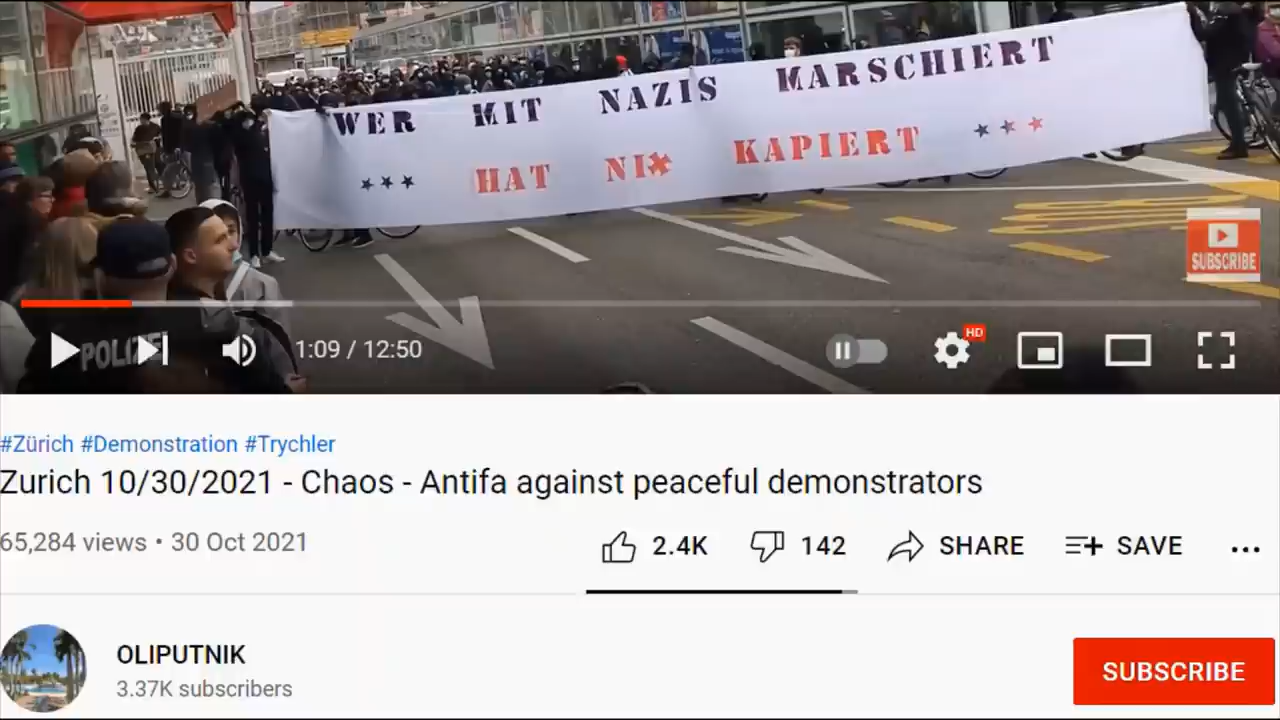 WER MIT NAZIS MARSCHIERT
*** HAT NIX KAPIERT ***
SUBSCRIBE
POLIZEI
1:09 / 12:50
HD
#Zürich #Demonstration #Trychler
Zurich 10/30/2021 - Chaos - Antifa against peaceful demonstrators
65,284 views • 30 Oct 2021
2.4K 142 SHARE SAVE ...
OLIPUTNIK
3.37K subscribers
SUBSCRIBE